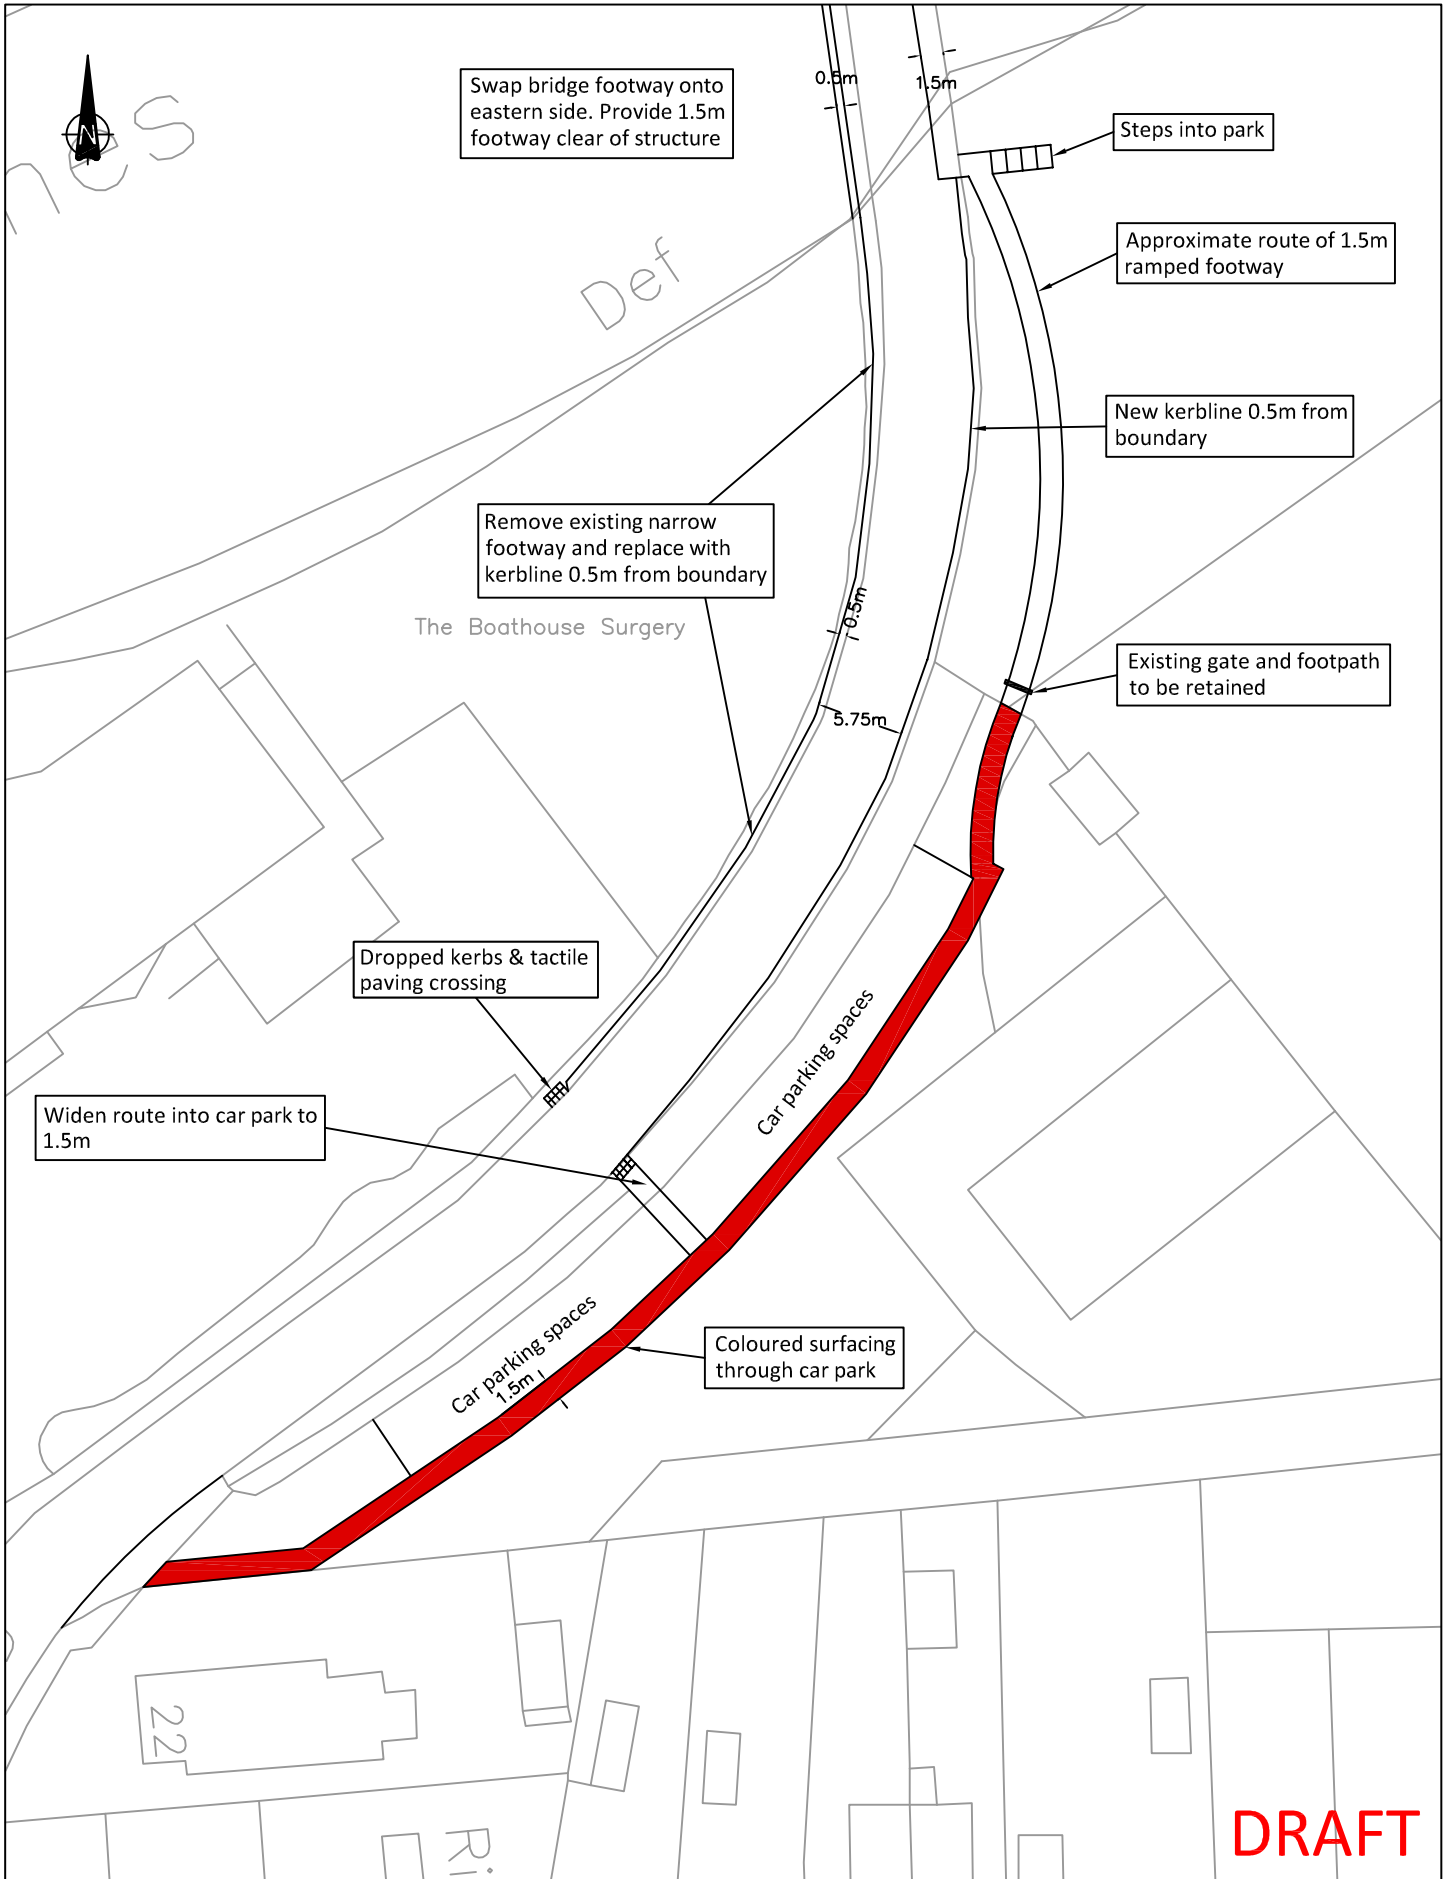 Swap bridge footway onto
eastern side. Provide 1.5m
footway clear of structure
0.5m
1.5m
N
nes
Steps into park
Def
Approximate route of 1.5m
ramped footway
New kerbline 0.5m from
boundary
Remove existing narrow
footway and replace with
kerbline 0.5m from boundary
0.5m
The Boathouse Surgery
Existing gate and footpath
to be retained
5.75m
Dropped kerbs & tactile
paving crossing
Car parking spaces
Widen route into car park to
1.5m
Car parking spaces
1.5m
Coloured surfacing
through car park
22
Ri
DRAFT